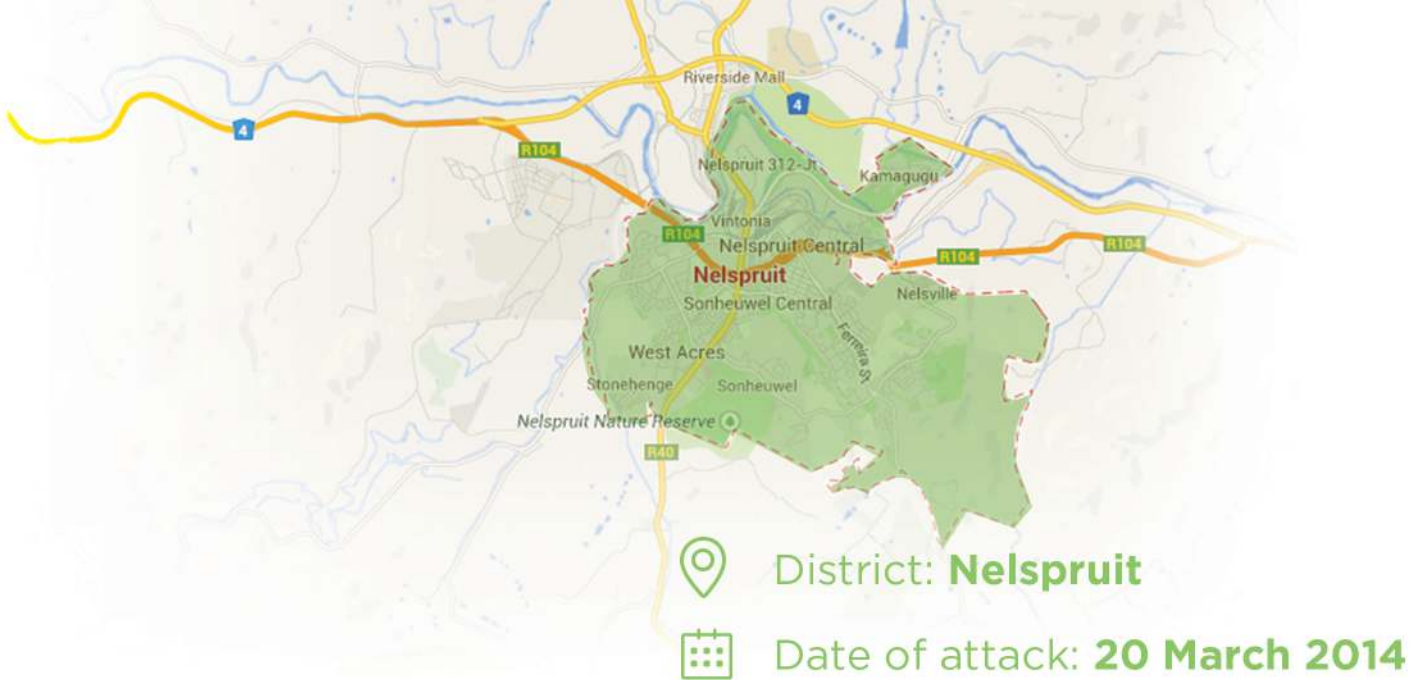 Riverside Mall
4
4
R104
Nelspruit 312-Jt
Kamagugu
Vintonia
R104
Nelspruit Central
R104
R104
Nelspruit
Nelsville
Sonheuwel Central
Ferreira St
West Acres
Stonehenge
Sonheuwel
Nelspruit Nature Reserve
R40
District: Nelspruit
Date of attack: 20 March 2014